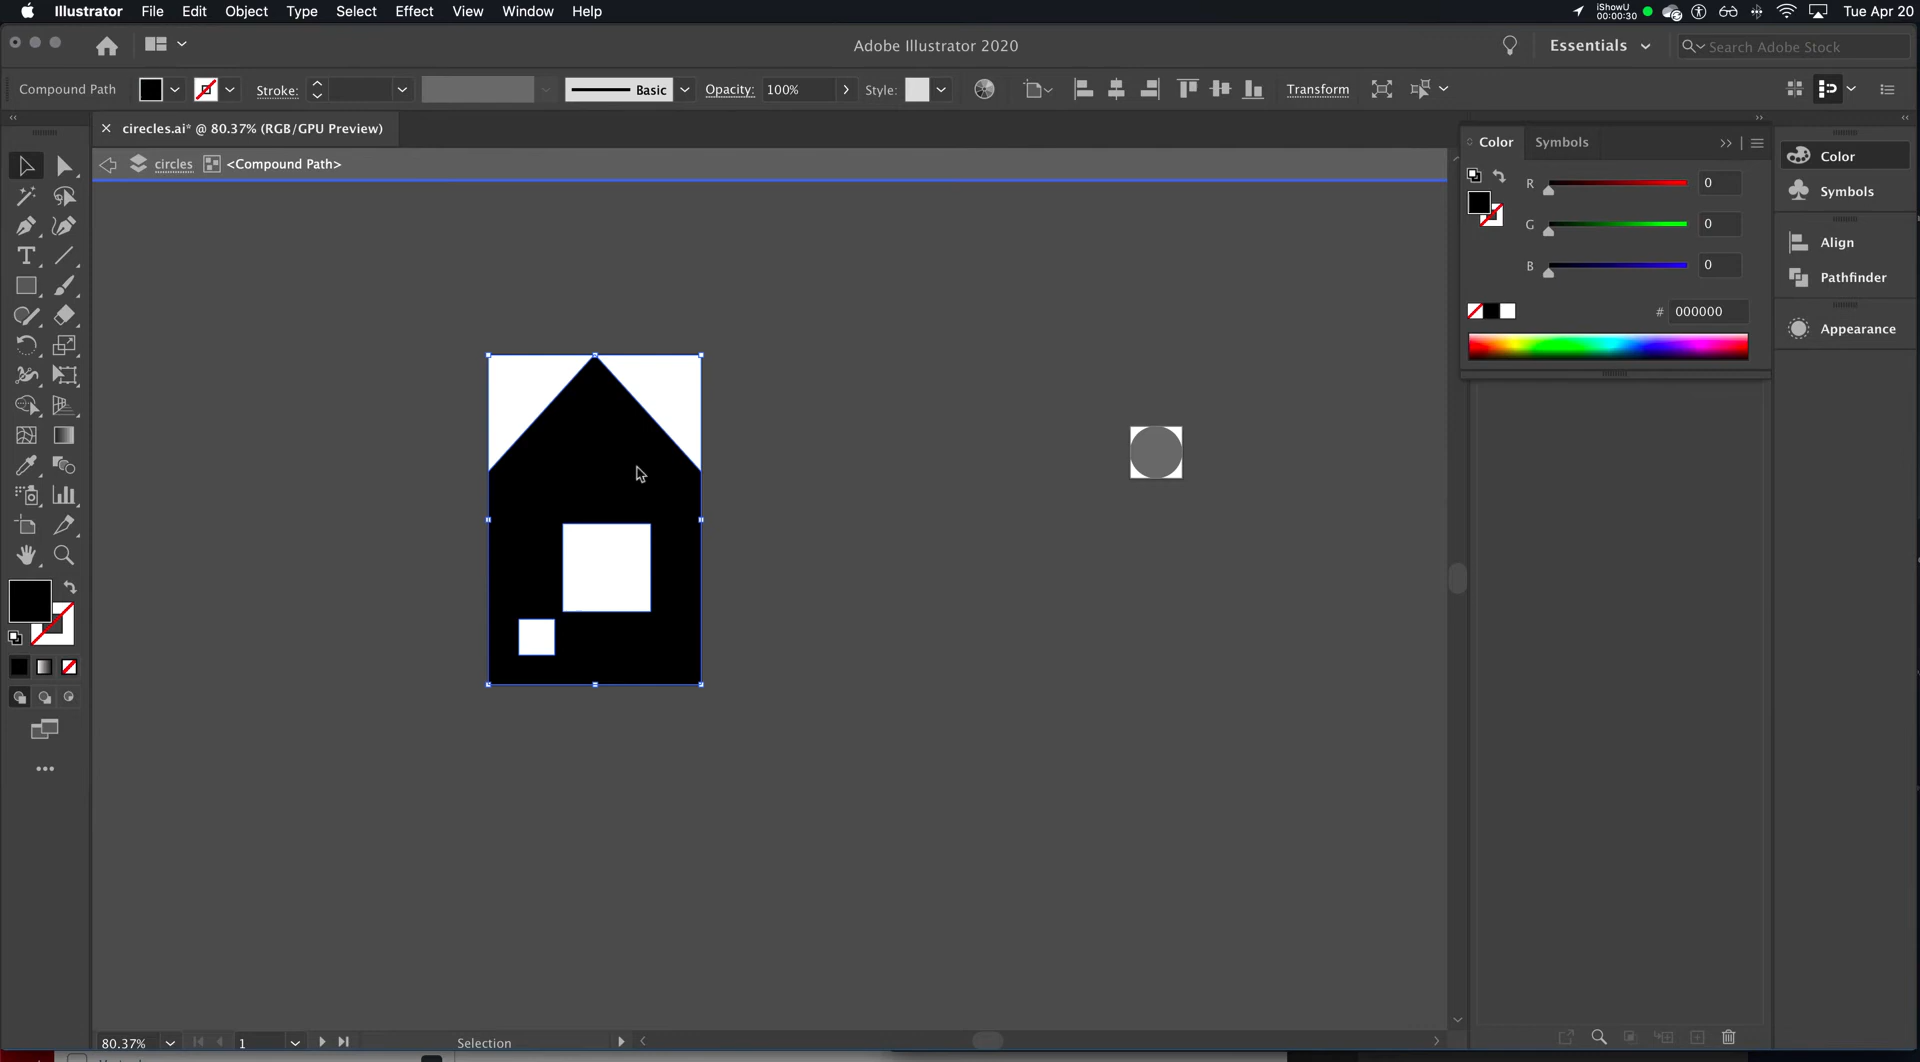 Illustrator File Edit Object Type Select Effect View Window Help
iShowU
00:00:30
Tue Apr 20
Adobe Illustrator 2020
Essentials
Search Adobe Stock
Compound Path
Stroke:
Basic
Opacity: 100%
Style:
Transform
× cirecles.ai* @ 80.37% (RGB/GPU Preview)
circles <Compound Path>
Color Symbols
R 0
G 0
B 0
# 000000
Color
Symbols
Align
Pathfinder
Appearance
80.37%
1
Selection